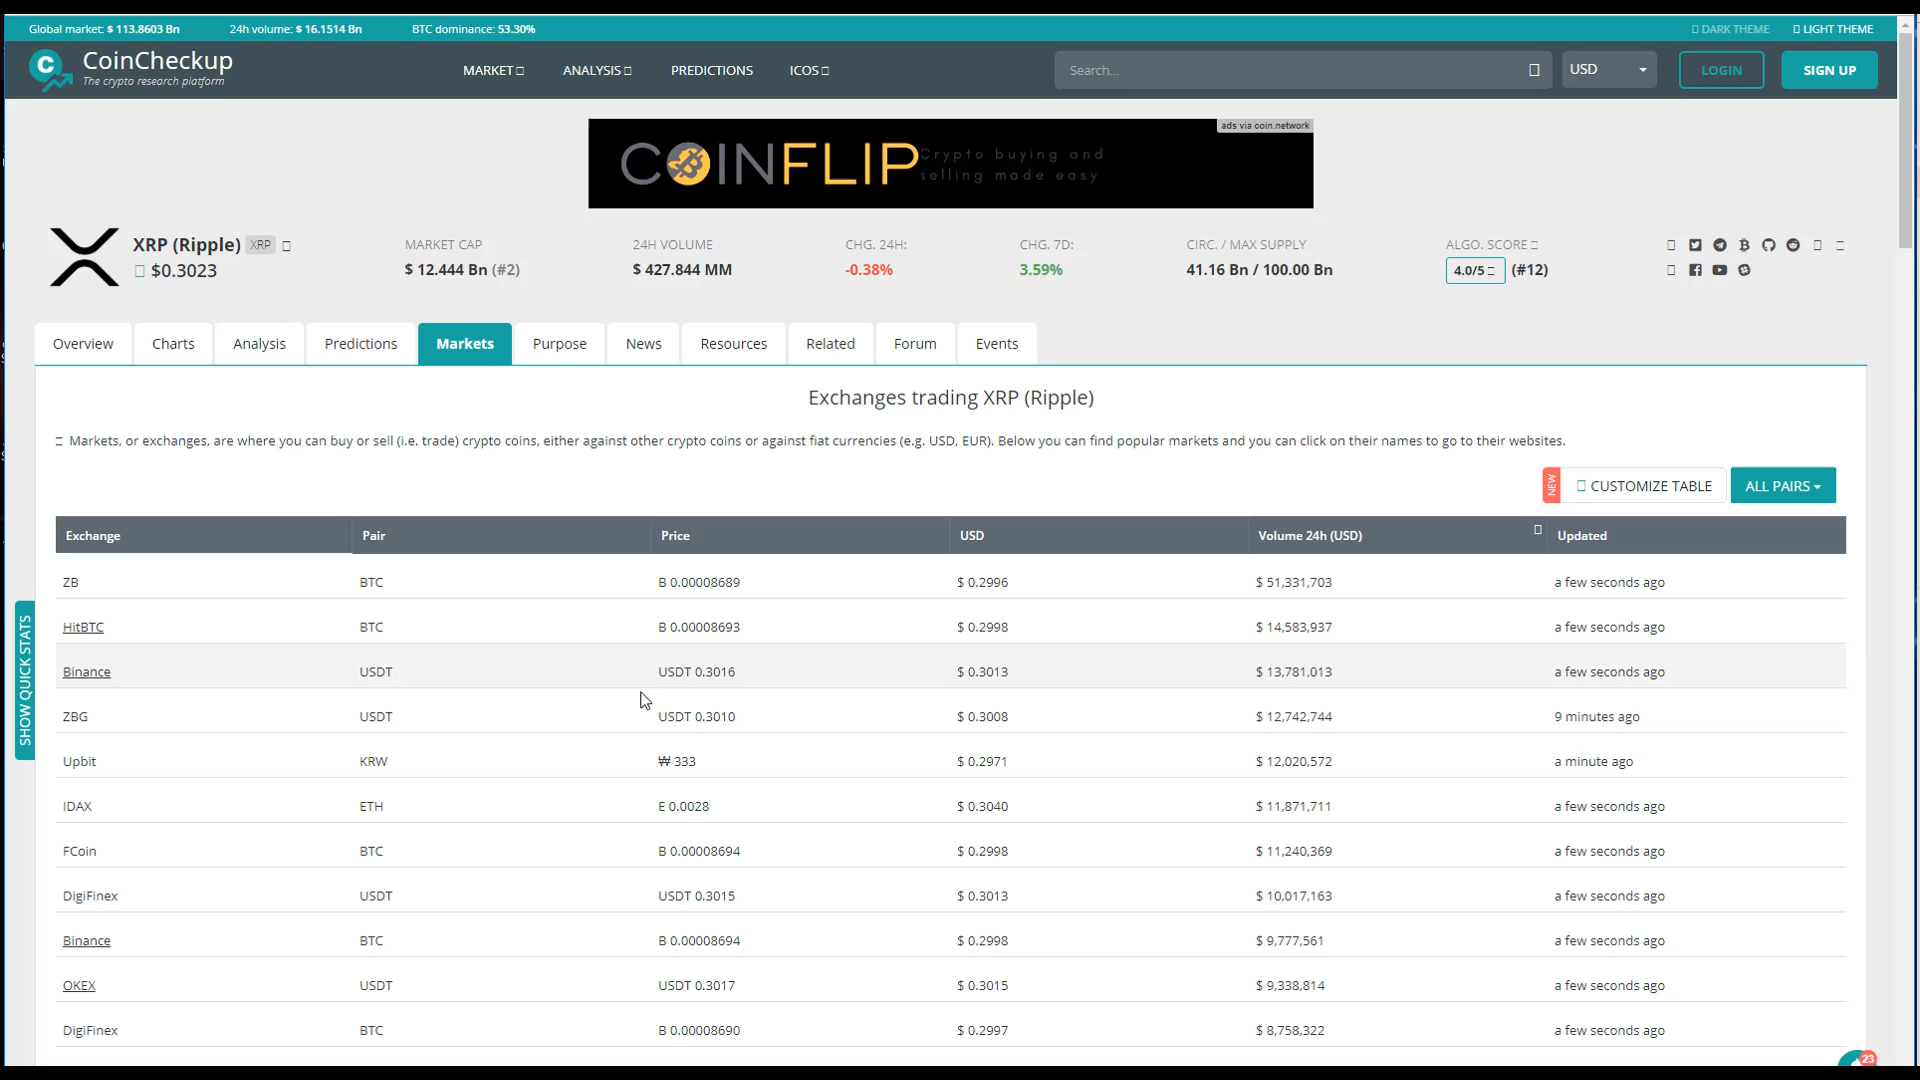 Global market: $ 113.8603 Bn 24h volume: $ 16.1514 Bn BTC dominance: 53.30% DARK THEME LIGHT THEME
CoinCheckup
The crypto research platform
MARKET ANALYSIS PREDICTIONS ICOS Search... USD LOGIN SIGN UP
ads via coin.network
COINFLIP
Crypto buying and
selling made easy
XRP (Ripple) XRP MARKET CAP 24H VOLUME CHG. 24H: CHG. 7D: CIRC. / MAX SUPPLY ALGO. SCORE
$0.3023 $ 12.444 Bn (#2) $ 427.844 MM -0.38% 3.59% 41.16 Bn / 100.00 Bn 4.0/5 (#12)
Overview Charts Analysis Predictions Markets Purpose News Resources Related Forum Events
Exchanges trading XRP (Ripple)
Markets, or exchanges, are where you can buy or sell (i.e. trade) crypto coins, either against other crypto coins or against fiat currencies (e.g. USD, EUR). Below you can find popular markets and you can click on their names to go to their websites.
NEW CUSTOMIZE TABLE ALL PAIRS
Exchange Pair Price USD Volume 24h (USD) Updated
ZB BTC B 0.00008689 $ 0.2996 $ 51,331,703 a few seconds ago
HitBTC BTC B 0.00008693 $ 0.2998 $ 14,583,937 a few seconds ago
Binance USDT USDT 0.3016 $ 0.3013 $ 13,781,013 a few seconds ago
ZBG USDT USDT 0.3010 $ 0.3008 $ 12,742,744 9 minutes ago
Upbit KRW ₩ 333 $ 0.2971 $ 12,020,572 a minute ago
IDAX ETH E 0.0028 $ 0.3040 $ 11,871,711 a few seconds ago
FCoin BTC B 0.00008694 $ 0.2998 $ 11,240,369 a few seconds ago
DigiFinex USDT USDT 0.3015 $ 0.3013 $ 10,017,163 a few seconds ago
Binance BTC B 0.00008694 $ 0.2998 $ 9,777,561 a few seconds ago
OKEX USDT USDT 0.3017 $ 0.3015 $ 9,338,814 a few seconds ago
DigiFinex BTC B 0.00008690 $ 0.2997 $ 8,758,322 a few seconds ago
SHOW QUICK STATS
23